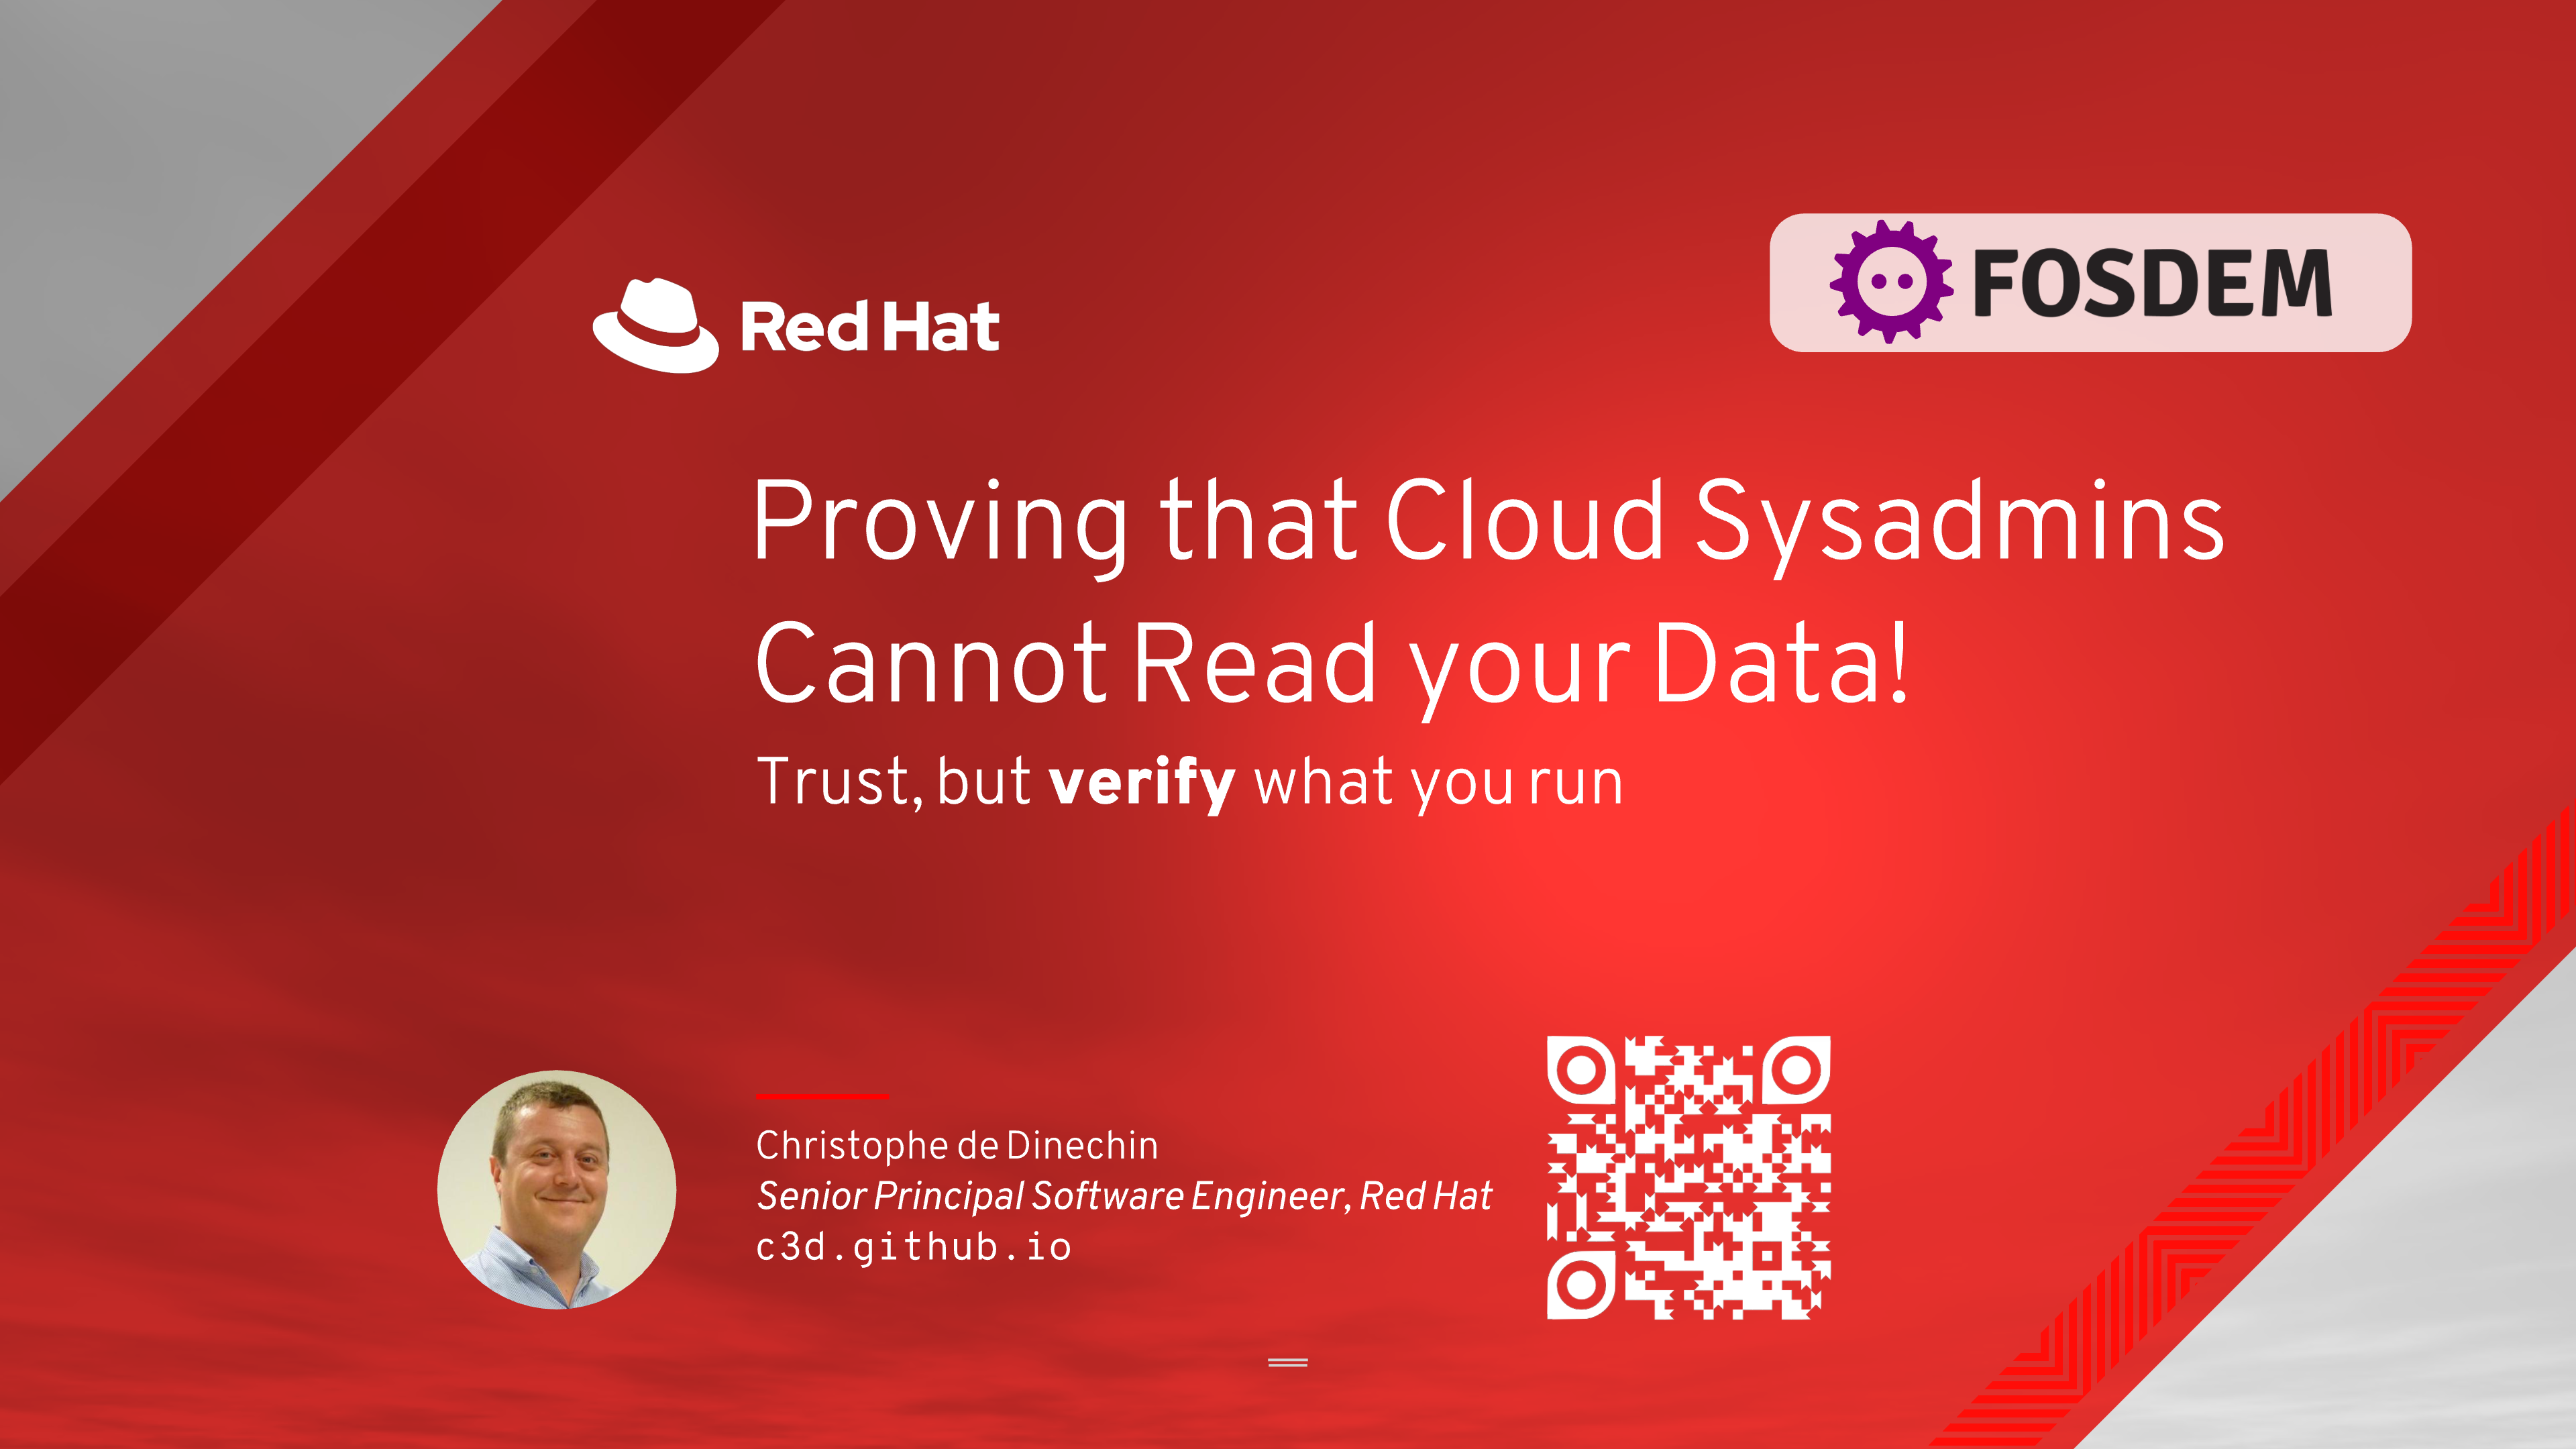 Red Hat
FOSDEM
Proving that Cloud Sysadmins
Cannot Read your Data!
Trust, but verify what you run
Christophe de Dinechin
Senior Principal Software Engineer, Red Hat
c3d.github.io